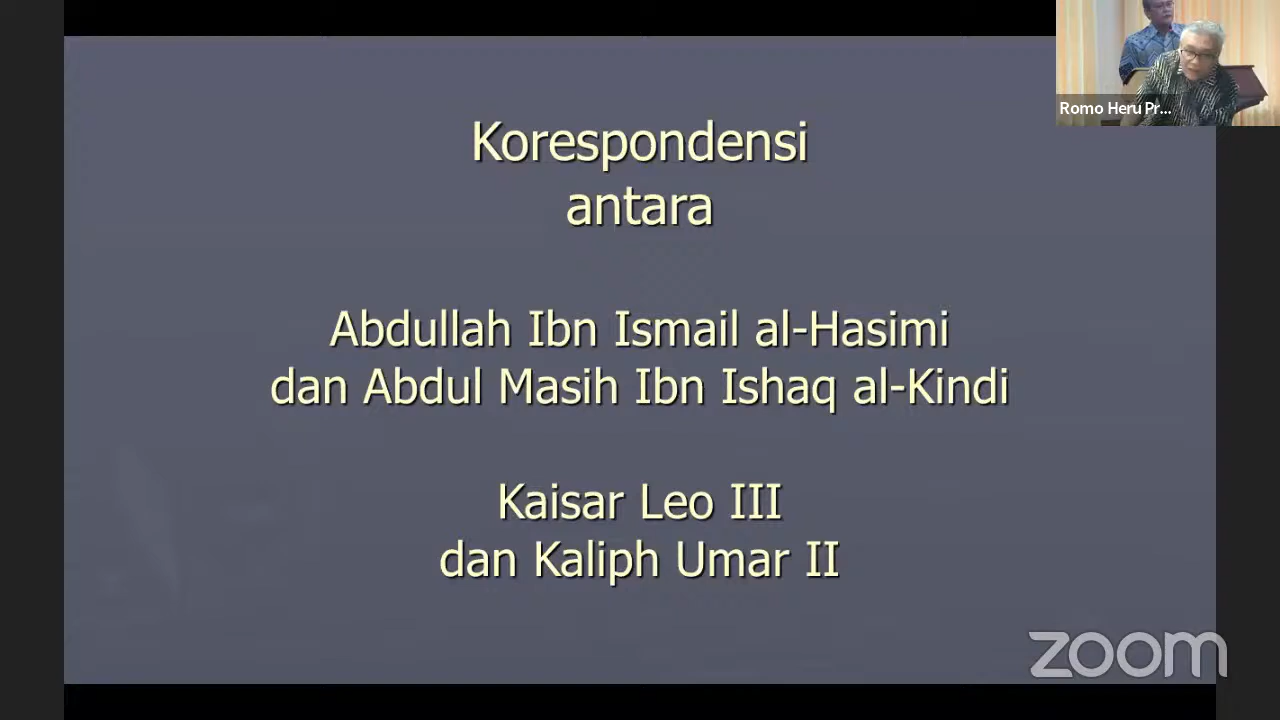 Romo Heru Pr...
Korespondensi
antara
Abdullah Ibn Ismail al-Hasimi
dan Abdul Masih Ibn Ishaq al-Kindi
Kaisar Leo III
dan Kaliph Umar II
zoom